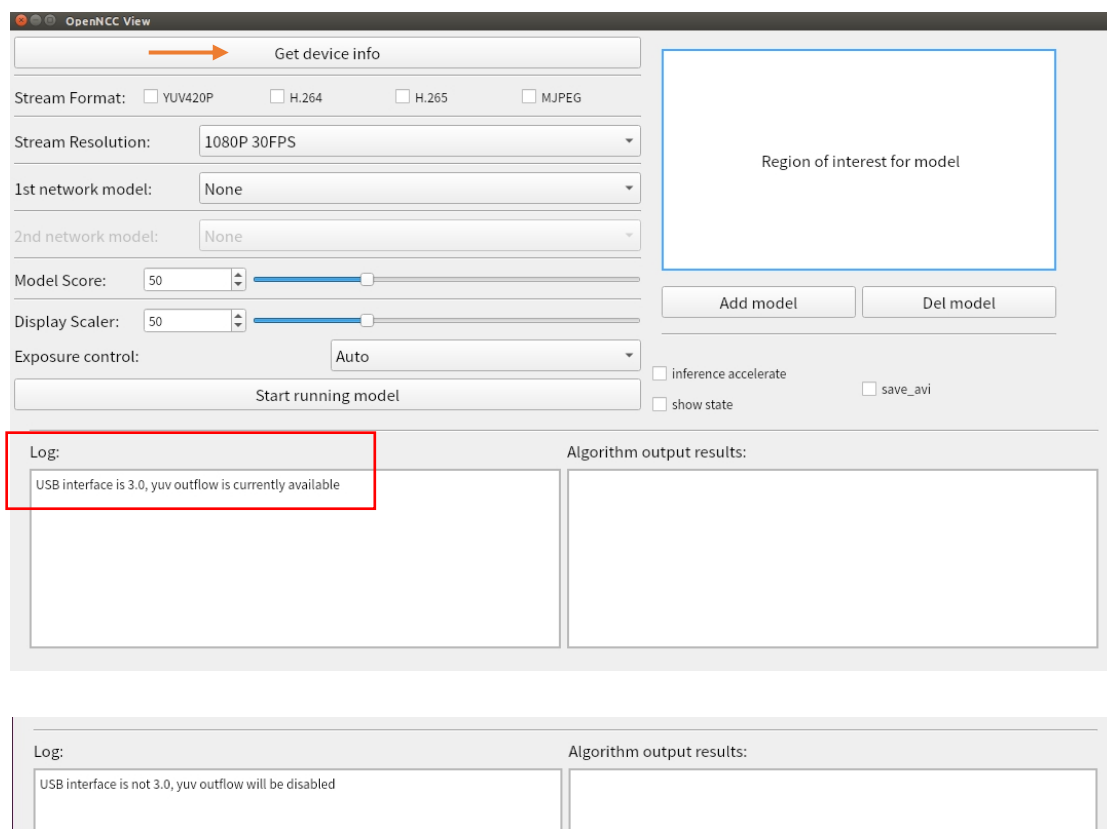 OpenNCC View
Get device info
Stream Format: YUV420P H.264 H.265 MJPEG
Stream Resolution: 1080P 30FPS
1st network model: None
2nd network model: None
Model Score: 50
Display Scaler: 50
Exposure control: Auto
Start running model
Region of interest for model
Add model Del model
inference accelerate
save_avi
show state
Log:
USB interface is 3.0, yuv outflow is currently available
Algorithm output results:
Log:
USB interface is not 3.0, yuv outflow will be disabled
Algorithm output results: